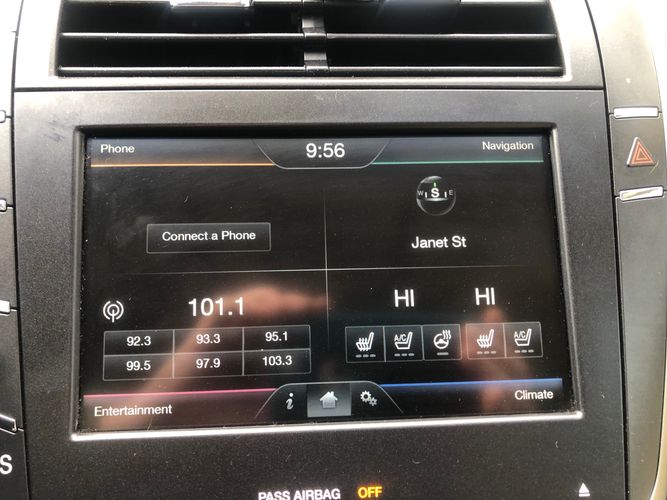 Phone
9:56
Navigation
W S E
Connect a Phone
Janet St
101.1
HI HI
92.3 93.3 95.1
99.5 97.9 103.3
A/C A/C
i
Entertainment
Climate
S
PASS AIRBAG OFF